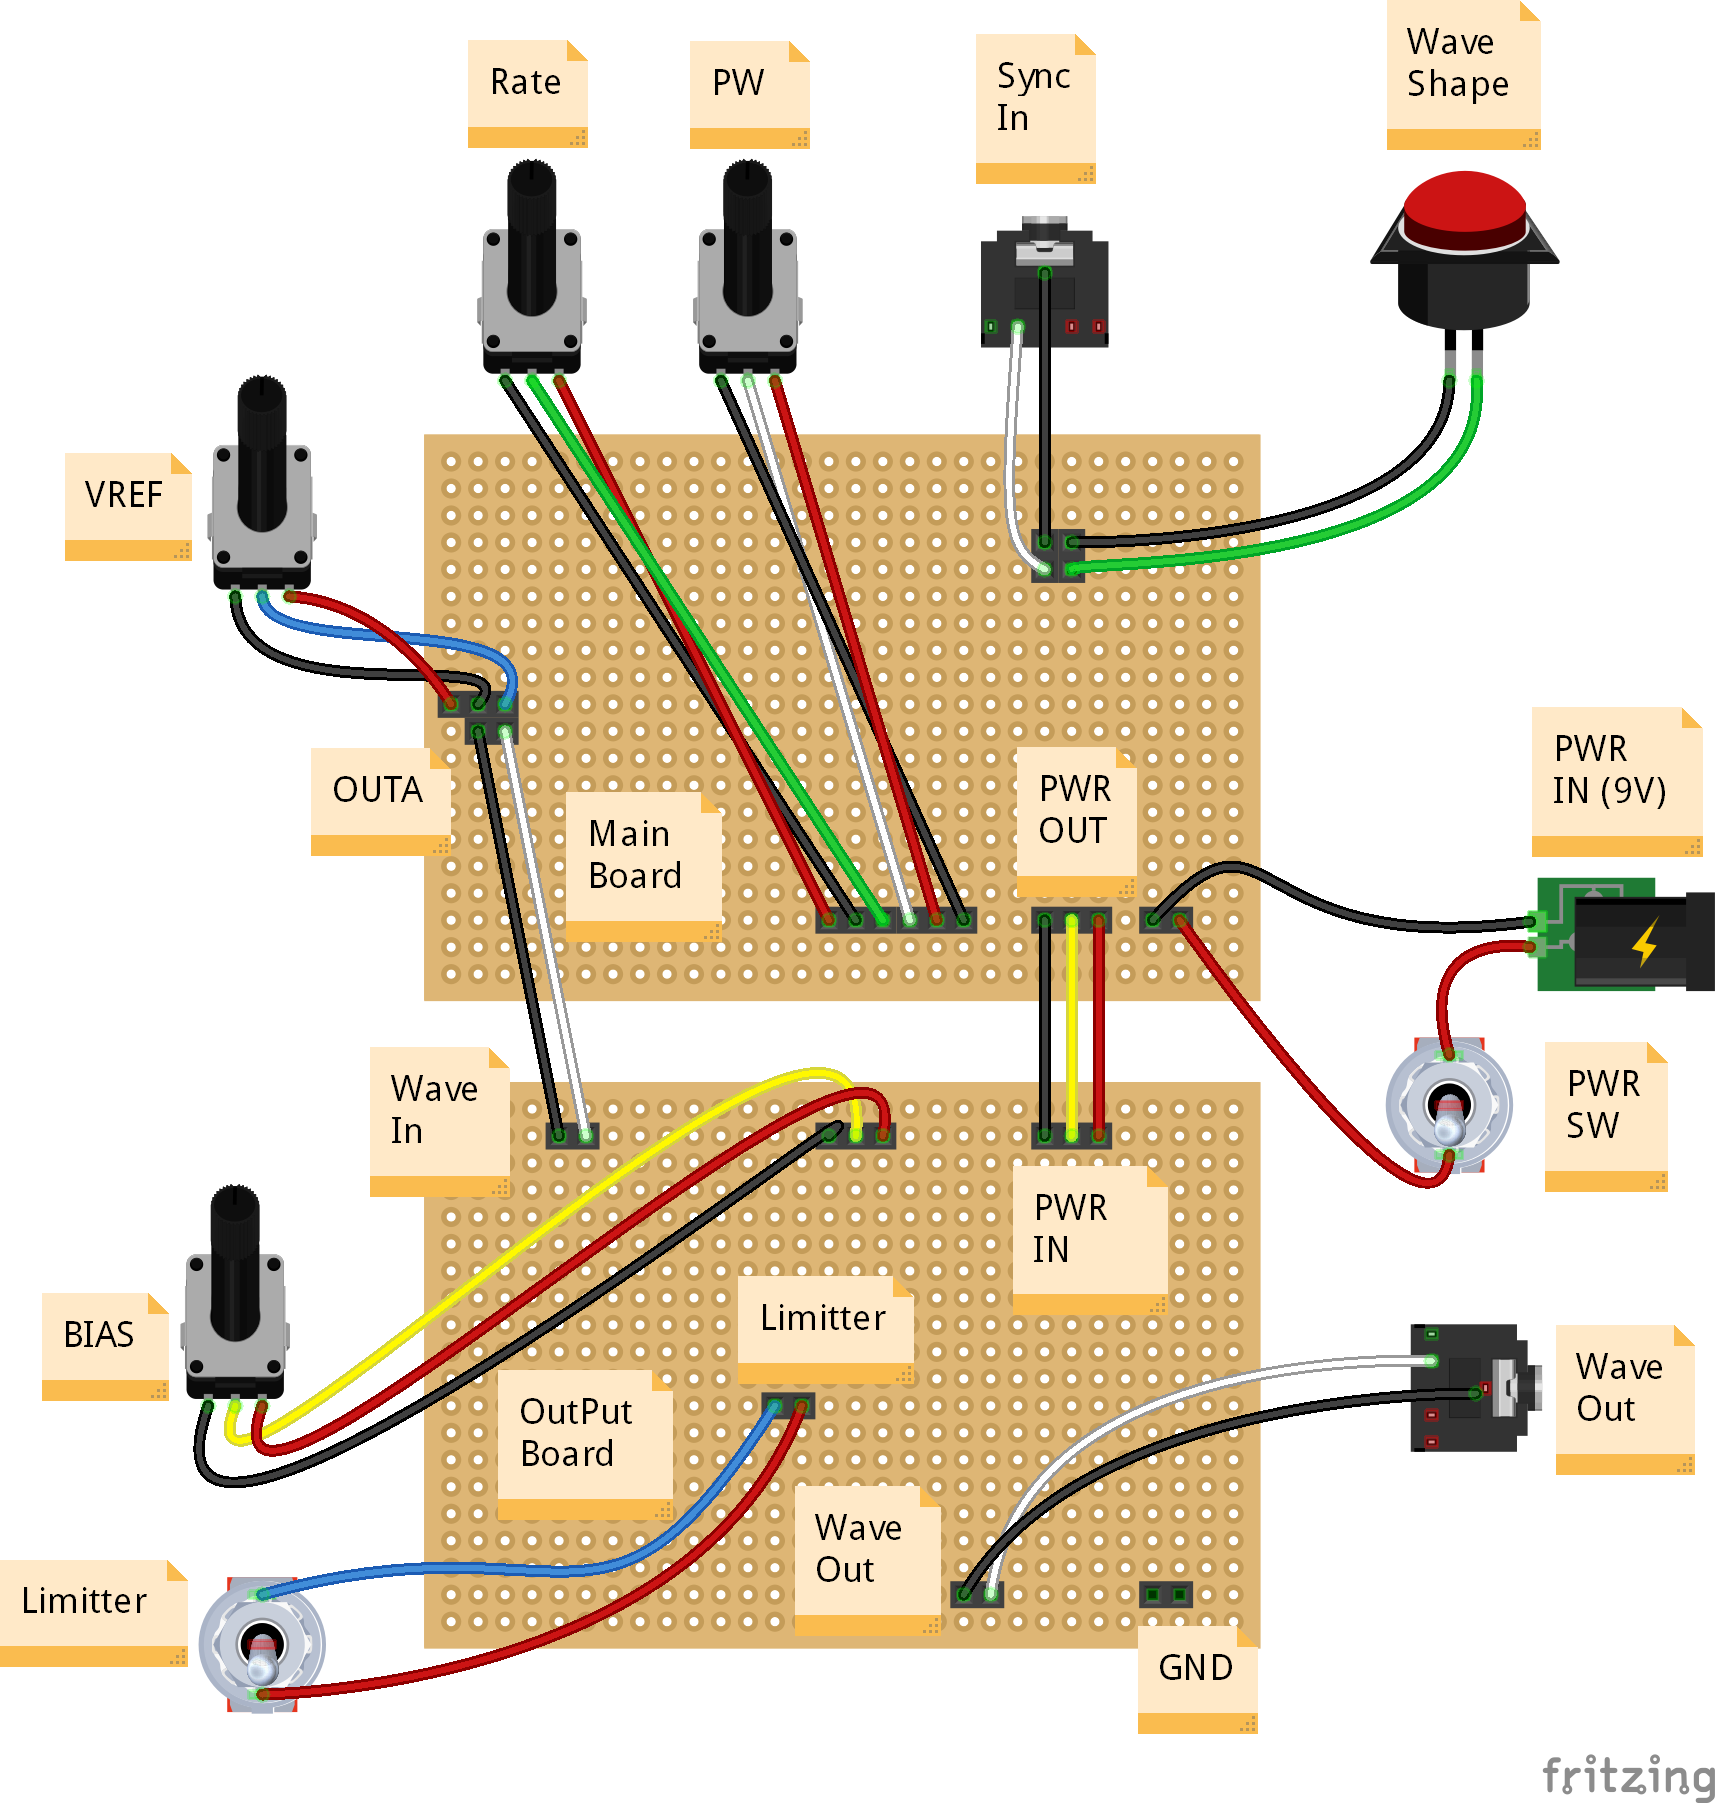 Rate
PW
Sync
In
Wave
Shape
VREF
OUTA
Main
Board
PWR
OUT
PWR
IN (9V)
Wave
In
PWR
SW
PWR
IN
BIAS
Limitter
OutPut
Board
Wave
Out
Wave
Out
Limitter
GND
fritzing